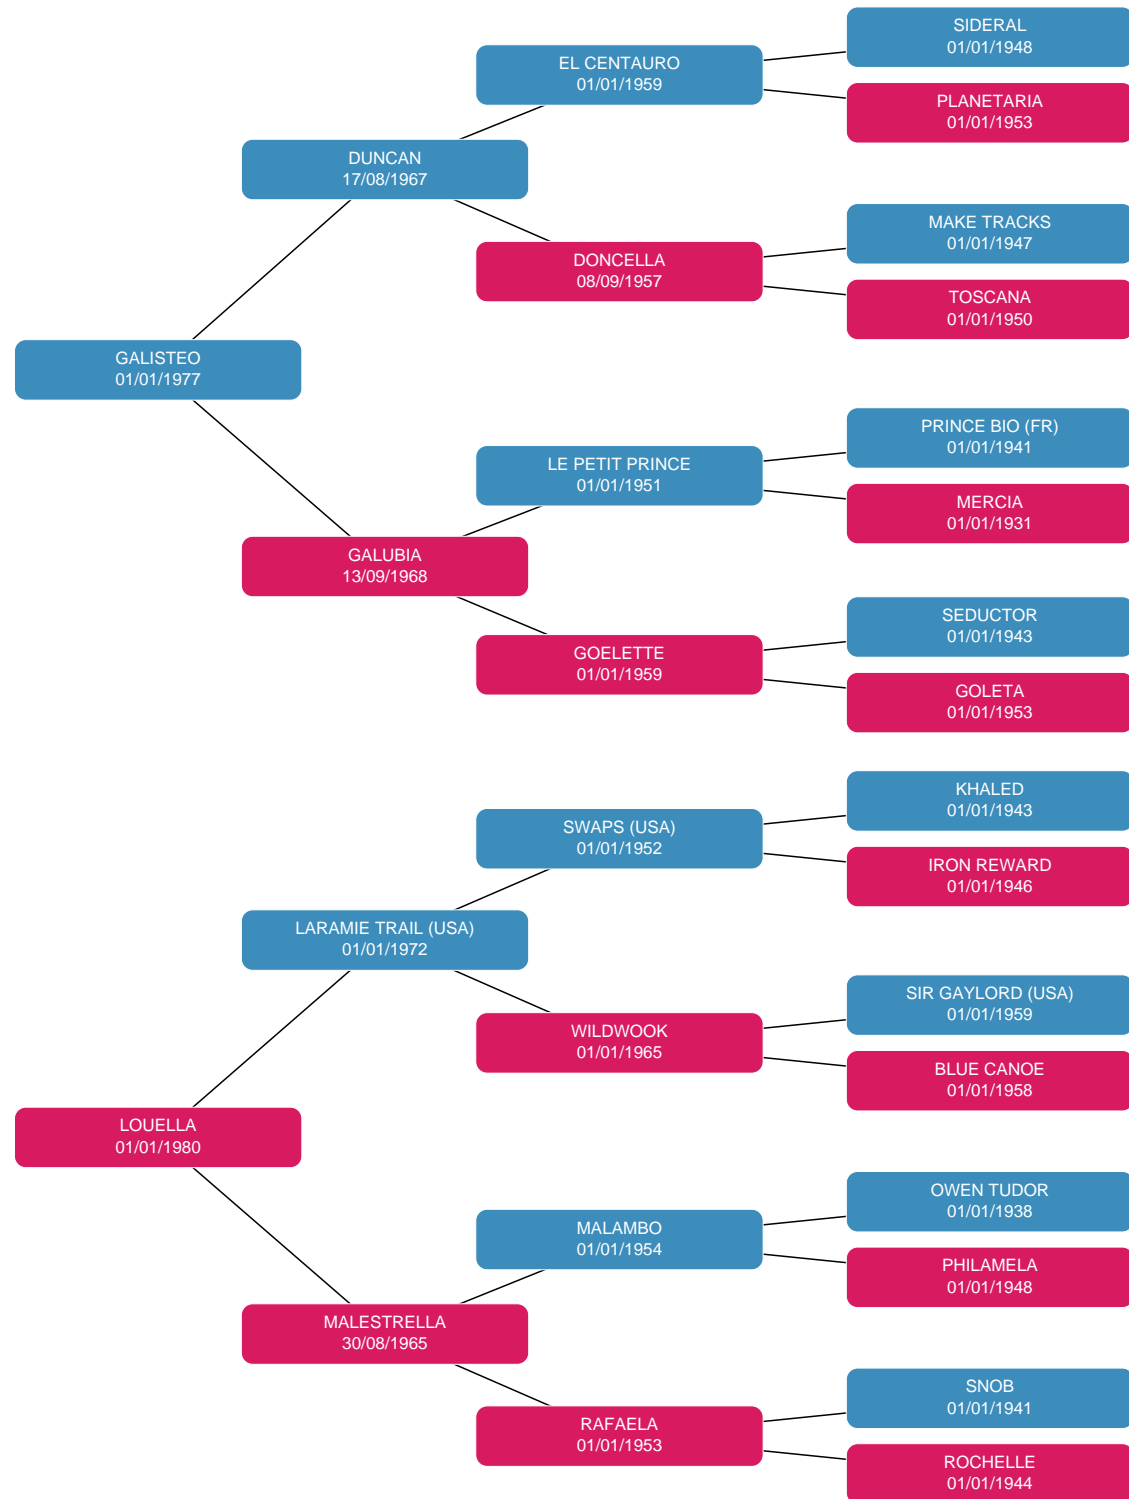 SIDERAL
01/01/1948
EL CENTAURO
01/01/1959
PLANETARIA
01/01/1953
DUNCAN
17/08/1967
MAKE TRACKS
01/01/1947
DONCELLA
08/09/1957
TOSCANA
01/01/1950
GALISTEO
01/01/1977
PRINCE BIO (FR)
01/01/1941
LE PETIT PRINCE
01/01/1951
MERCIA
01/01/1931
GALUBIA
13/09/1968
SEDUCTOR
01/01/1943
GOELETTE
01/01/1959
GOLETA
01/01/1953
KHALED
01/01/1943
SWAPS (USA)
01/01/1952
IRON REWARD
01/01/1946
LARAMIE TRAIL (USA)
01/01/1972
SIR GAYLORD (USA)
01/01/1959
WILDWOOK
01/01/1965
BLUE CANOE
01/01/1958
LOUELLA
01/01/1980
OWEN TUDOR
01/01/1938
MALAMBO
01/01/1954
PHILAMELA
01/01/1948
MALESTRELLA
30/08/1965
SNOB
01/01/1941
RAFAELA
01/01/1953
ROCHELLE
01/01/1944